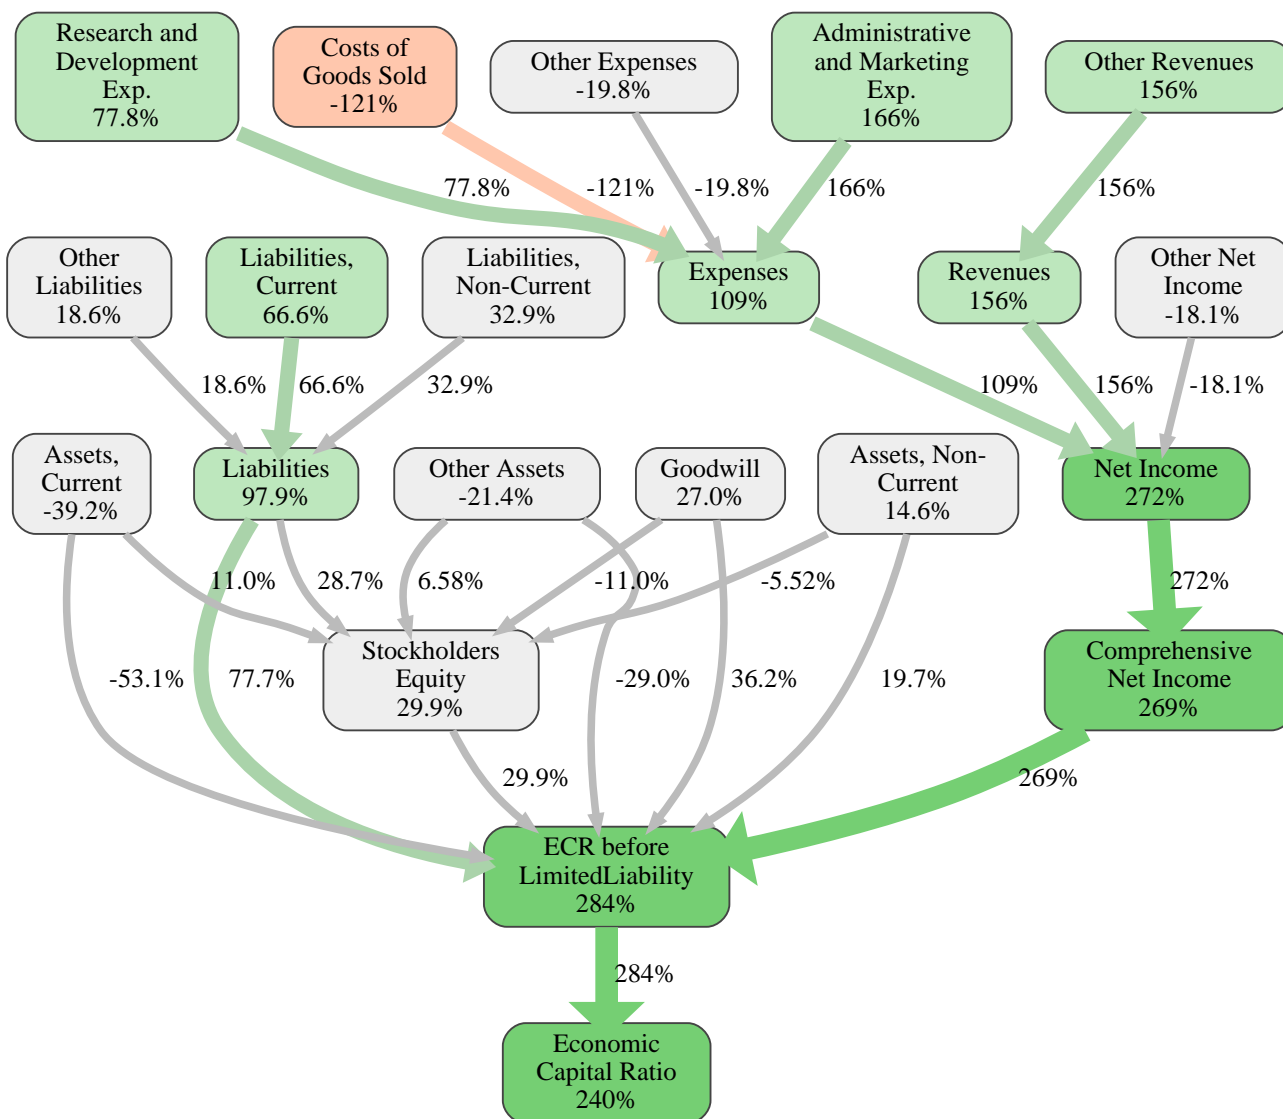 Research and
Development
Exp.
77.8%
Costs of
Goods Sold
-121%
Other Expenses
-19.8%
Administrative
and Marketing
Exp.
166%
Other Revenues
156%
77.8%
-121%
-19.8%
166%
156%
Other
Liabilities
18.6%
Liabilities,
Current
66.6%
Liabilities,
Non-Current
32.9%
Expenses
109%
Revenues
156%
Other Net
Income
-18.1%
18.6%
66.6%
32.9%
109%
156%
-18.1%
Assets,
Current
-39.2%
Liabilities
97.9%
Other Assets
-21.4%
Goodwill
27.0%
Assets, Non-
Current
14.6%
Net Income
272%
11.0%
28.7%
6.58%
-11.0%
-5.52%
272%
Stockholders
Equity
29.9%
Comprehensive
Net Income
269%
-53.1%
77.7%
-29.0%
36.2%
19.7%
29.9%
269%
ECR before
LimitedLiability
284%
284%
Economic
Capital Ratio
240%